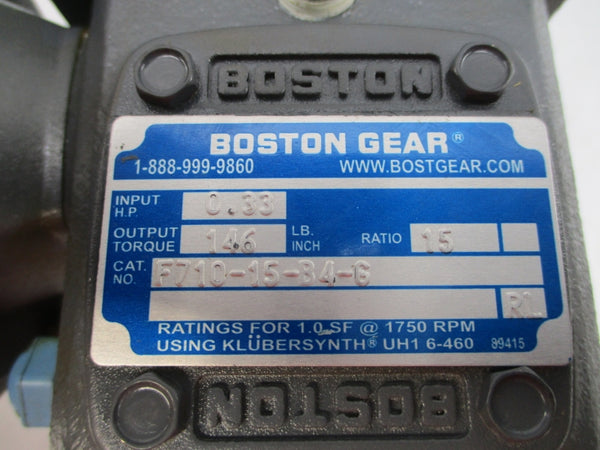 BOSTON
BOSTON GEAR®
1-888-999-9860 WWW.BOSTGEAR.COM
INPUT H.P. 0.33
OUTPUT TORQUE 146 LB. INCH RATIO 15
CAT. NO. F710-15-B4-G
RL
RATINGS FOR 1.0 SF @ 1750 RPM
USING KLÜBERSYNTH® UH1 6-460 89415
BOSTON